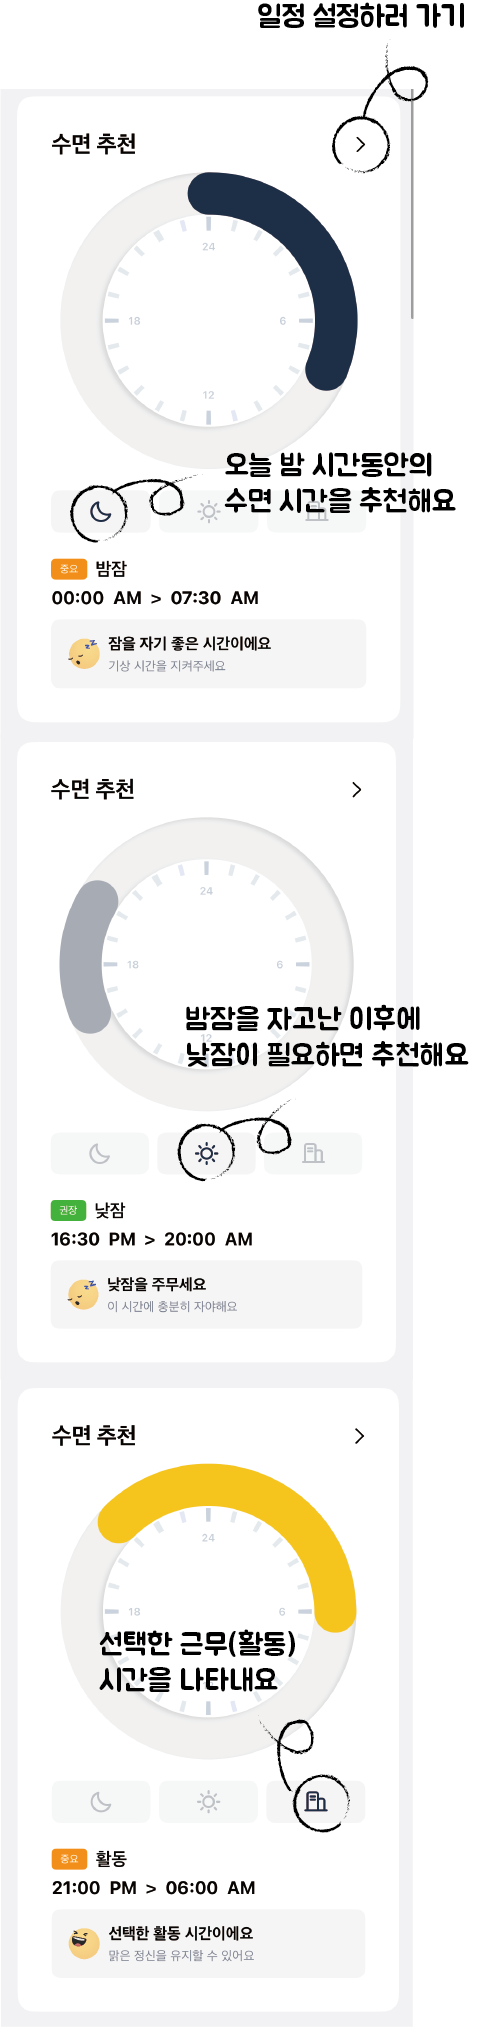 일정 설정하러 가기
수면 추천
24
18
6
12
오늘 밤 시간동안의
수면 시간을 추천해요
중요 밤잠
00:00 AM > 07:30 AM
잠을 자기 좋은 시간이에요
기상 시간을 지켜주세요
수면 추천
24
18
6
12
밤잠을 자고난 이후에
낮잠이 필요하면 추천해요
권장 낮잠
16:30 PM > 20:00 AM
낮잠을 주무세요
이 시간에 충분히 자야해요
수면 추천
24
18
6
선택한 근무(활동)
시간을 나타내요
중요 활동
21:00 PM > 06:00 AM
선택한 활동 시간이에요
맑은 정신을 유지할 수 있어요